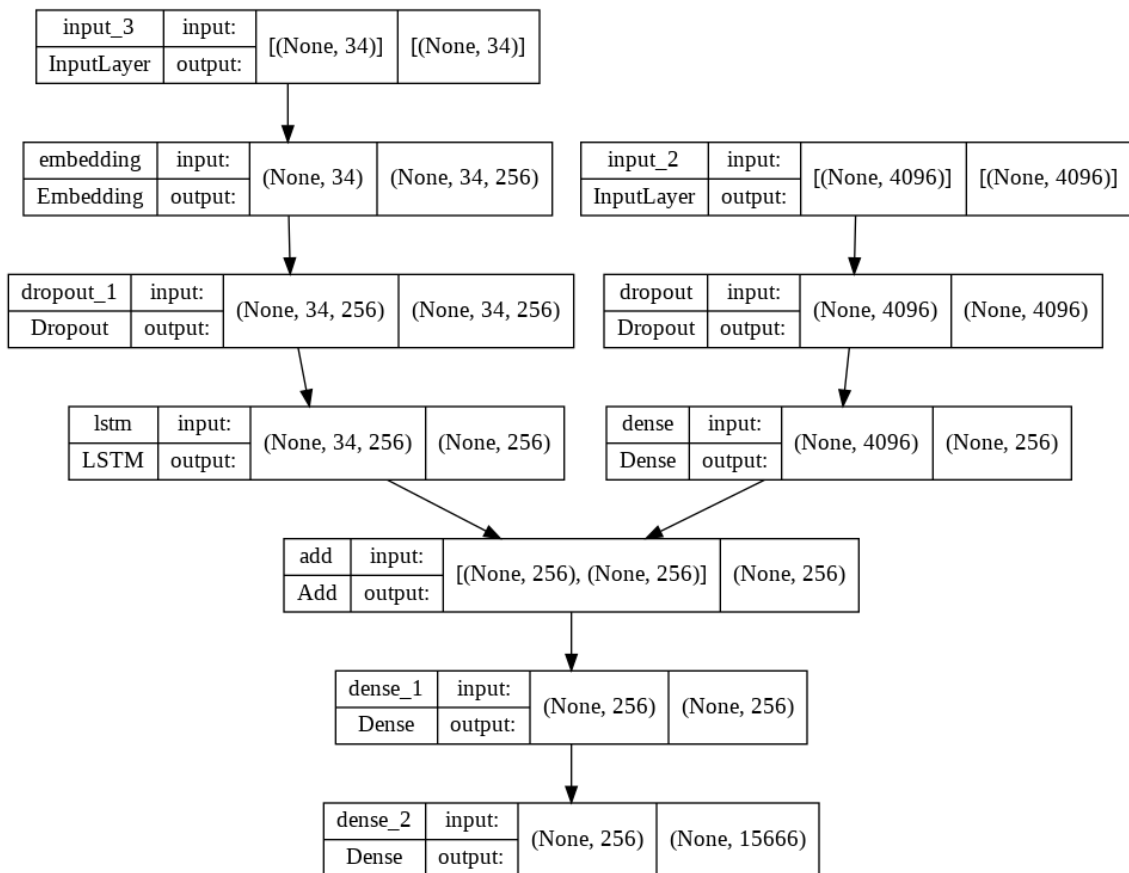 input_3 input: [(None, 34)] [(None, 34)]
InputLayer output:
embedding input: (None, 34) (None, 34, 256)
Embedding output:
input_2 input: [(None, 4096)] [(None, 4096)]
InputLayer output:
dropout_1 input: (None, 34, 256) (None, 34, 256)
Dropout output:
dropout input: (None, 4096) (None, 4096)
Dropout output:
lstm input: (None, 34, 256) (None, 256)
LSTM output:
dense input: (None, 4096) (None, 256)
Dense output:
add input: [(None, 256), (None, 256)] (None, 256)
Add output:
dense_1 input: (None, 256) (None, 256)
Dense output:
dense_2 input: (None, 256) (None, 15666)
Dense output: